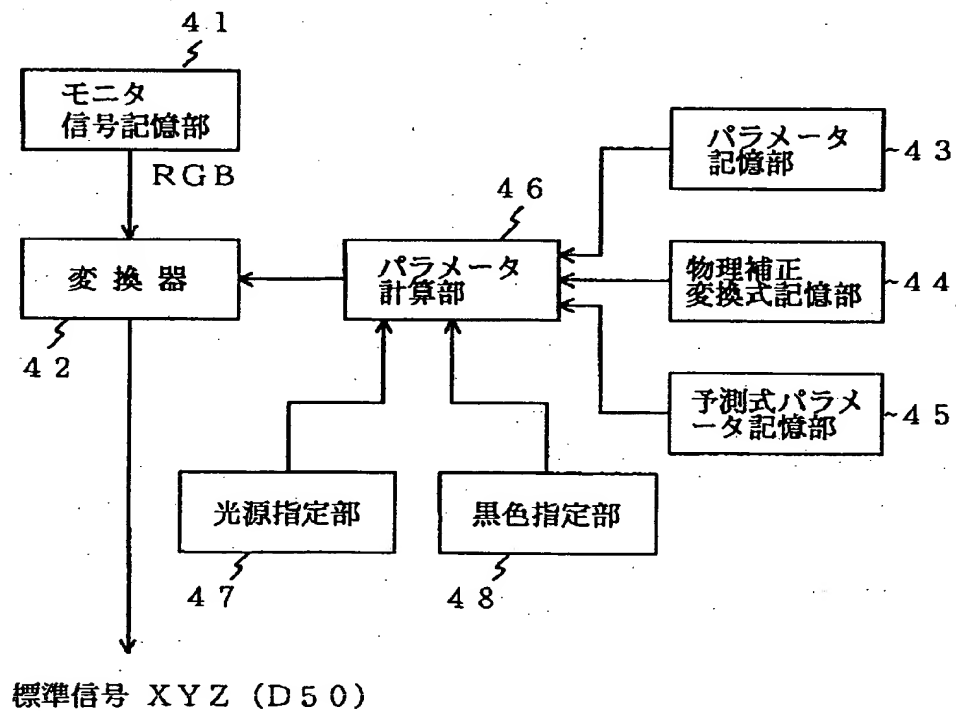 41
モニタ
信号記憶部
RGB
変換器
42
46
パラメータ
計算部
パラメータ
記憶部
43
物理補正
変換式記憶部
44
予測式パラメ
ータ記憶部
45
光源指定部
47
黒色指定部
48
標準信号 XYZ (D50)